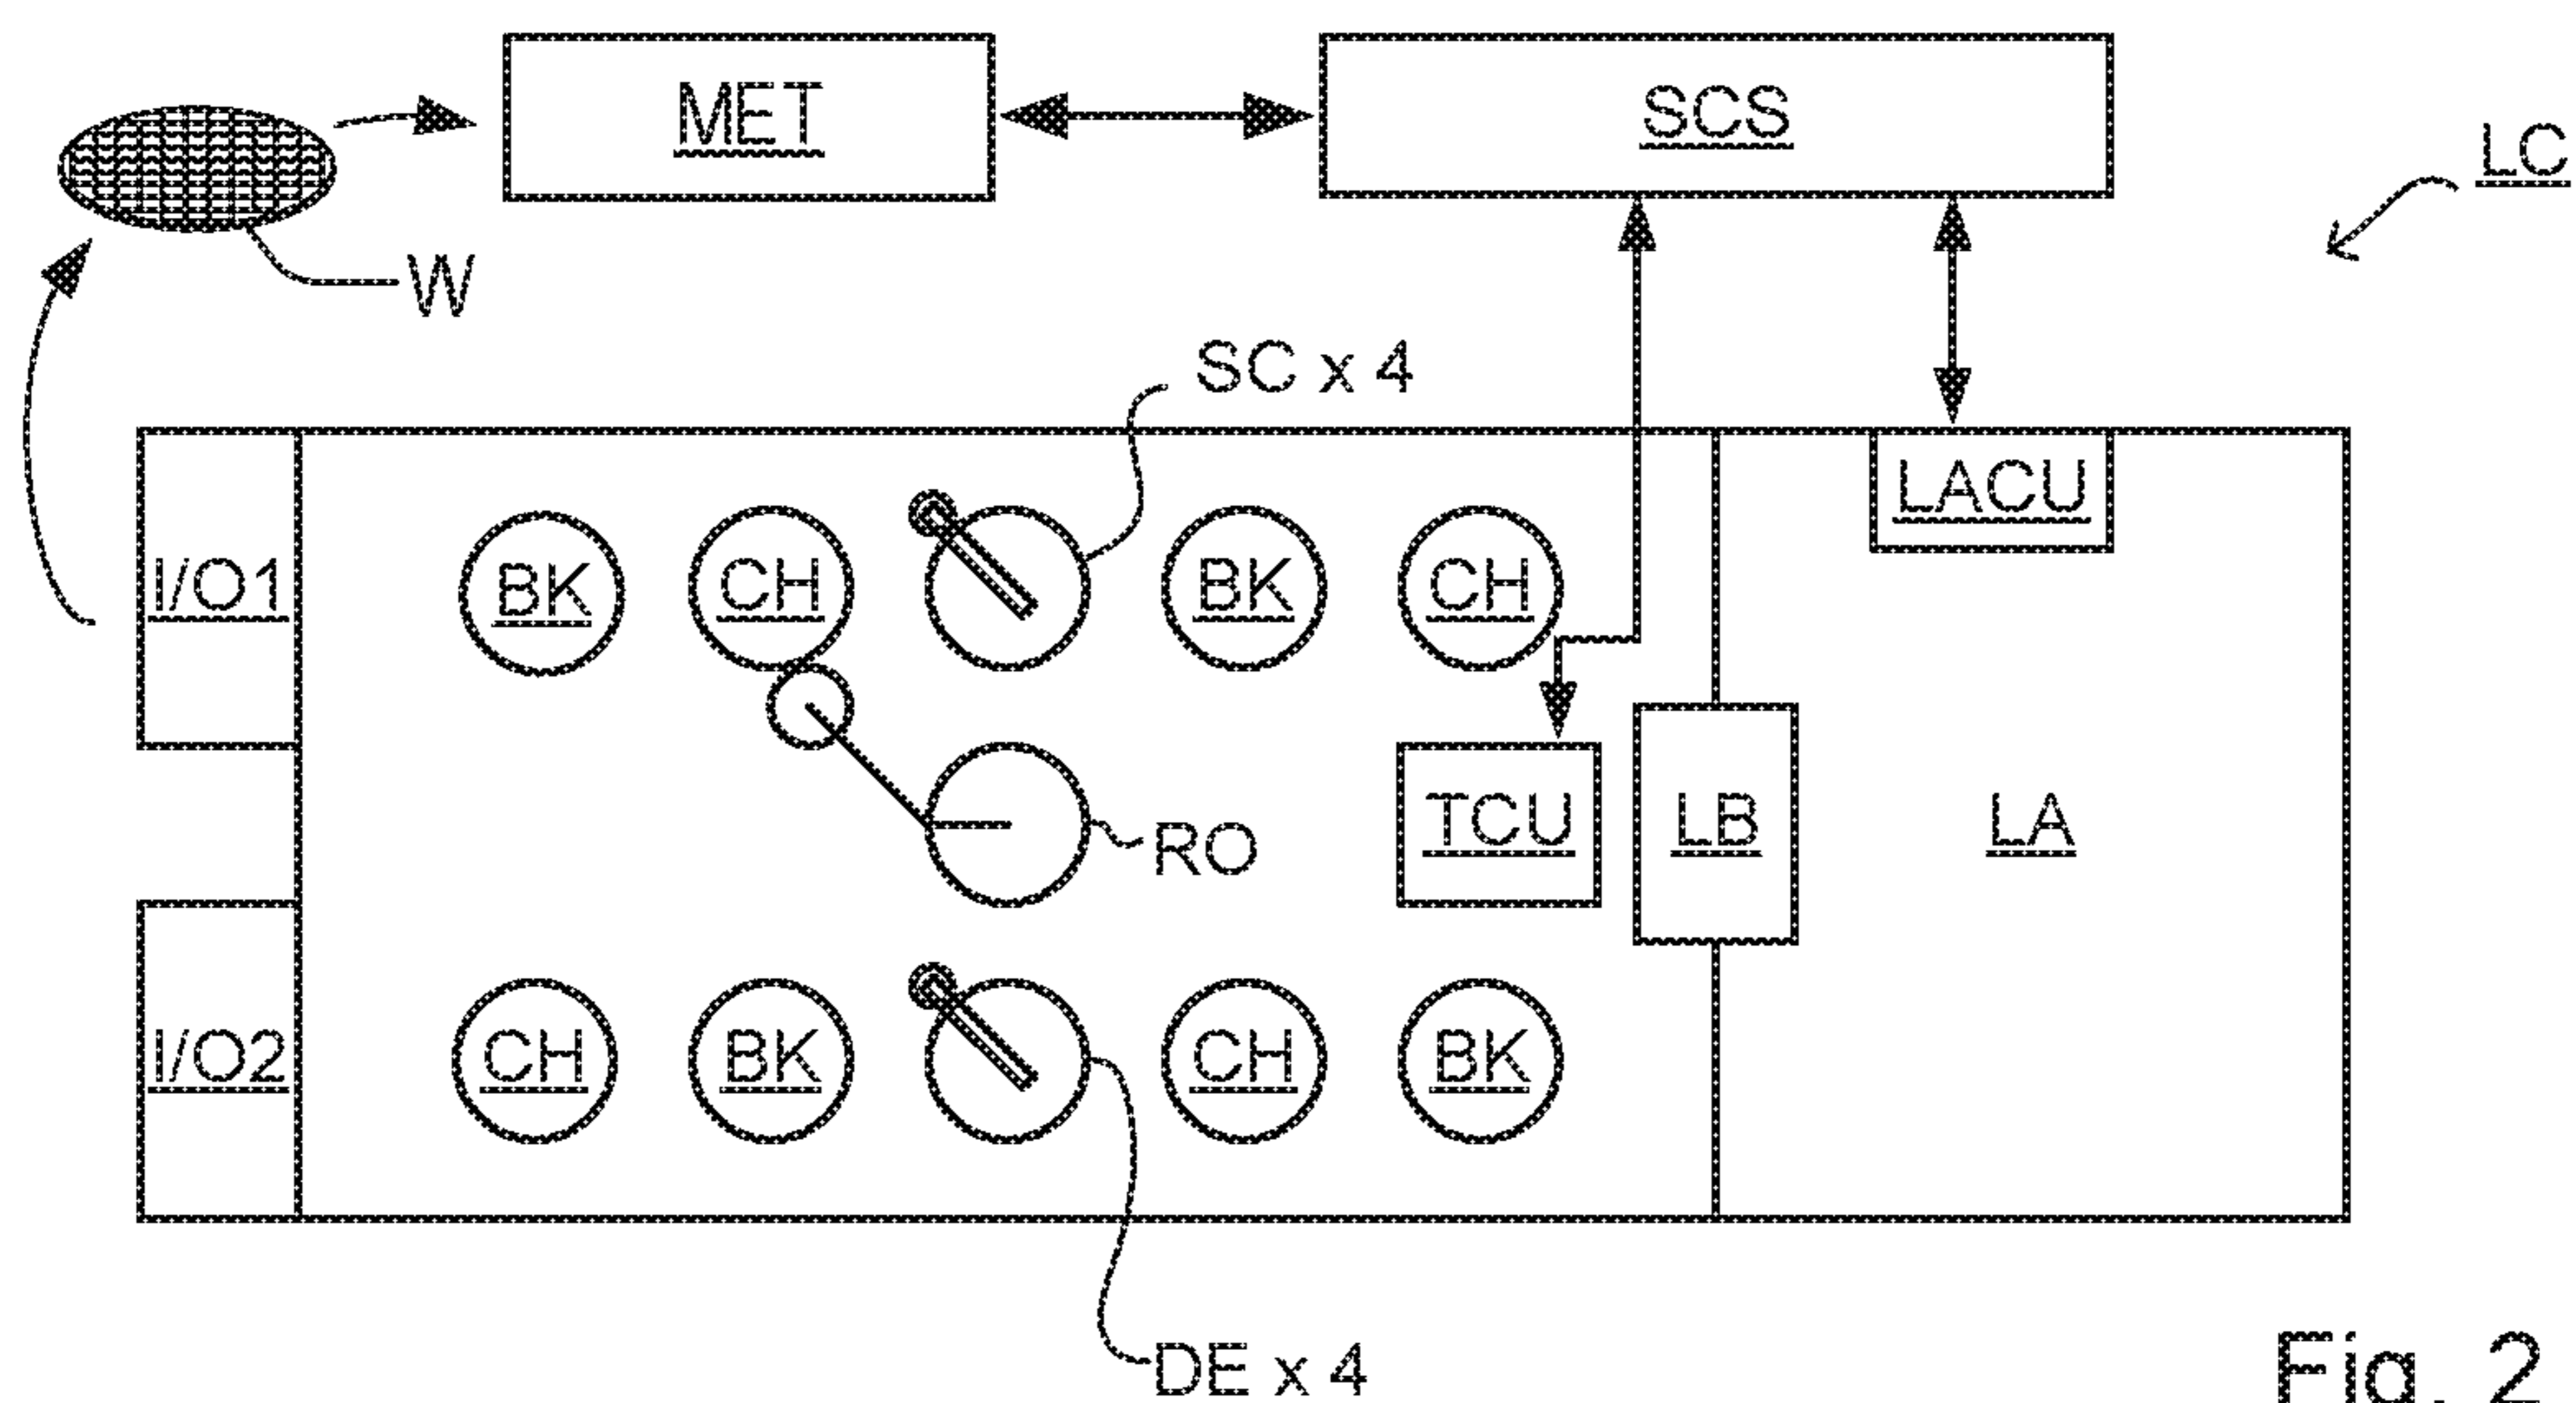 MET
SCS
LC
W
SC x 4
LACU
I/O1
BK
CH
BK
CH
TCU
LB
LA
RO
I/O2
CH
BK
CH
BK
DE x 4
Fig. 2